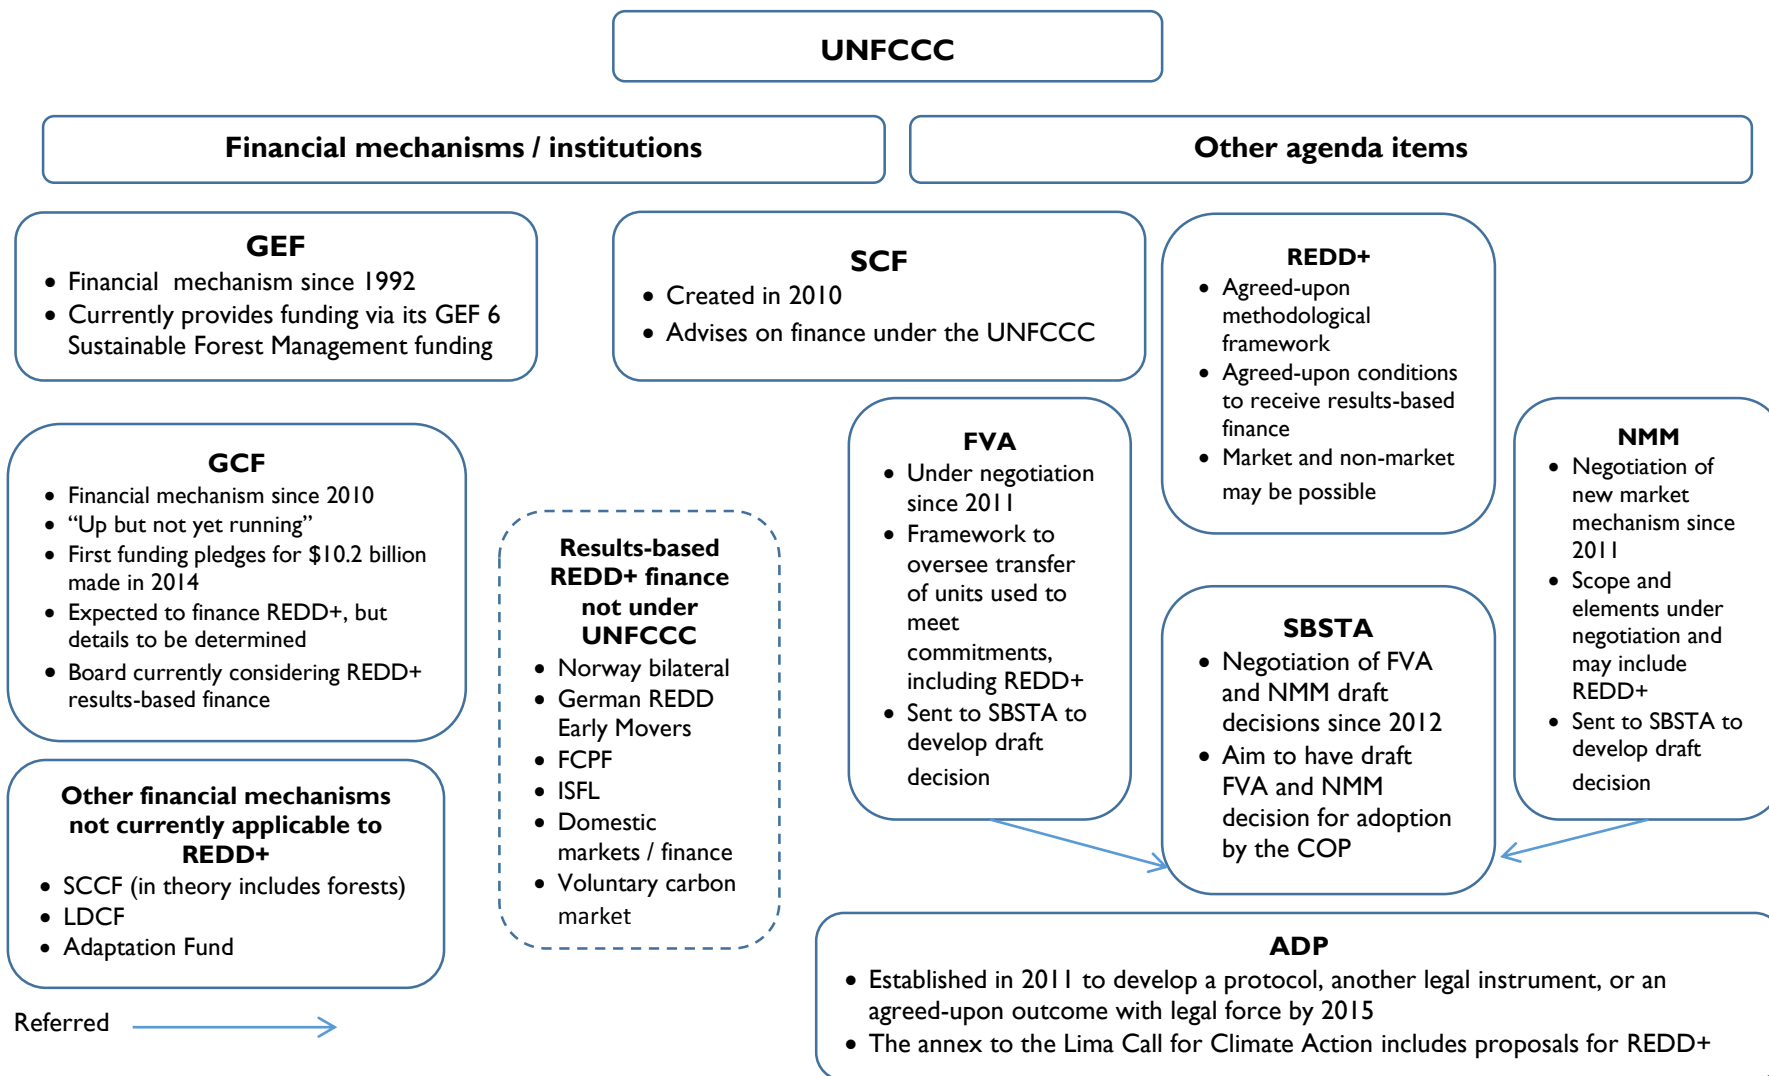 UNFCCC
Financial mechanisms / institutions
Other agenda items
GEF
• Financial mechanism since 1992
• Currently provides funding via its GEF 6
Sustainable Forest Management funding
SCF
• Created in 2010
• Advises on finance under the UNFCCC
REDD+
• Agreed-upon
methodological
framework
• Agreed-upon conditions
to receive results-based
finance
• Market and non-market
may be possible
GCF
• Financial mechanism since 2010
• “Up but not yet running”
• First funding pledges for $10.2 billion
made in 2014
• Expected to finance REDD+, but
details to be determined
• Board currently considering REDD+
results-based finance
Results-based
REDD+ finance
not under
UNFCCC
• Norway bilateral
• German REDD
Early Movers
• FCPF
• ISFL
• Domestic
markets / finance
• Voluntary carbon
market
FVA
• Under negotiation
since 2011
• Framework to
oversee transfer
of units used to
meet
commitments,
including REDD+
• Sent to SBSTA to
develop draft
decision
NMM
• Negotiation of
new market
mechanism since
2011
• Scope and
elements under
negotiation and
may include
REDD+
• Sent to SBSTA to
develop draft
decision
SBSTA
• Negotiation of FVA
and NMM draft
decisions since 2012
• Aim to have draft
FVA and NMM
decision for adoption
by the COP
Other financial mechanisms
not currently applicable to
REDD+
• SCCF (in theory includes forests)
• LDCF
• Adaptation Fund
ADP
• Established in 2011 to develop a protocol, another legal instrument, or an
agreed-upon outcome with legal force by 2015
• The annex to the Lima Call for Climate Action includes proposals for REDD+
Referred